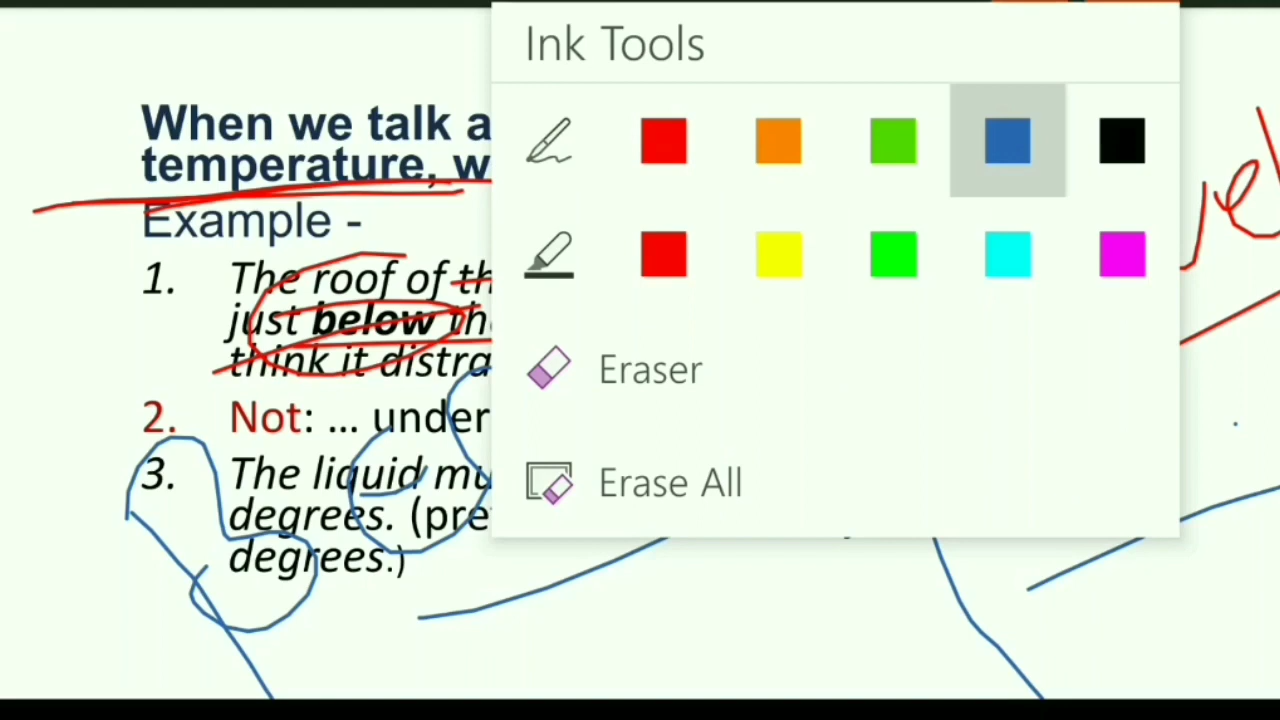 Ink Tools
When we talk a
temperature, w
Example -
1. The roof of th
just below the
think it distra
Eraser
2. Not: ... under
3. The liquid mu
Erase All
degrees. (pre
degrees.)